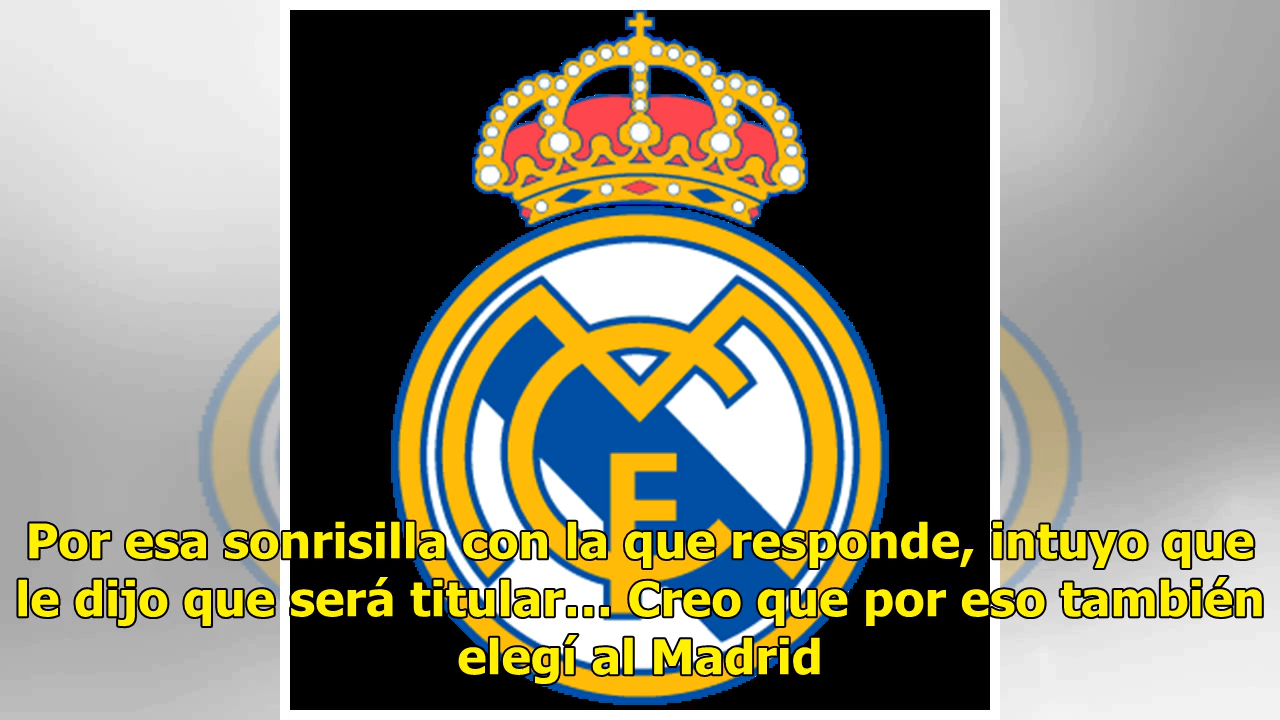 Por esa sonrisilla con la que responde, intuyo que
le dijo que será titular... Creo que por eso también
elegí al Madrid